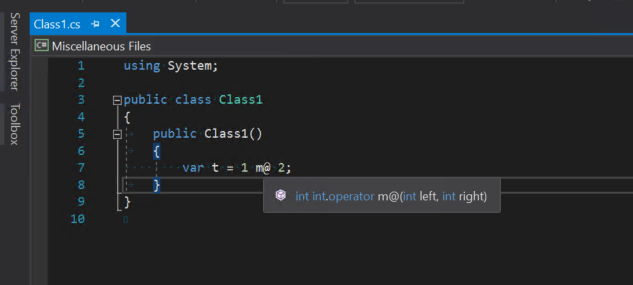 Class1.cs
Server Explorer
Toolbox
C# Miscellaneous Files
1 using System;
2
3 public class Class1
4 {
5 public Class1()
6 {
7 var t = 1 m@ 2;
8 }
int int.operator m@(int left, int right)
9 }
10